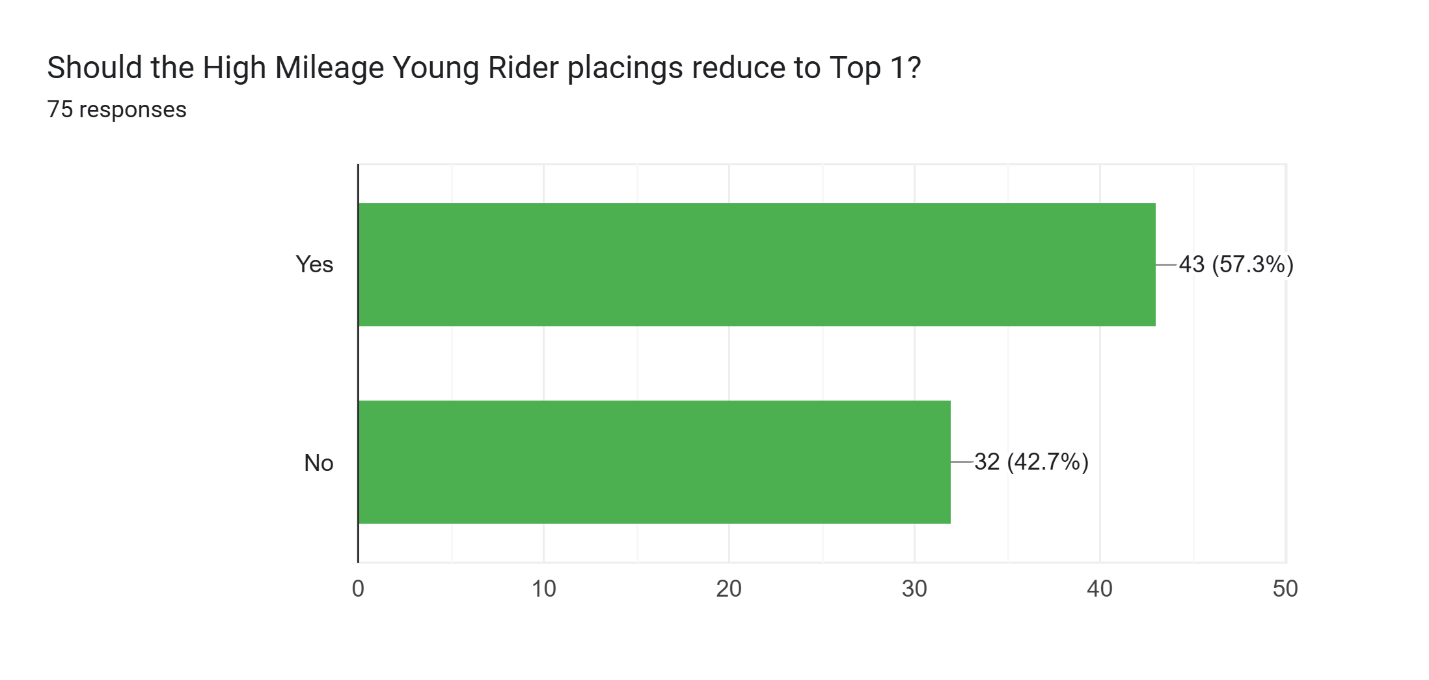 Should the High Mileage Young Rider placings reduce to Top 1?
75 responses
Yes
43 (57.3%)
No
32 (42.7%)
0 10 20 30 40 50